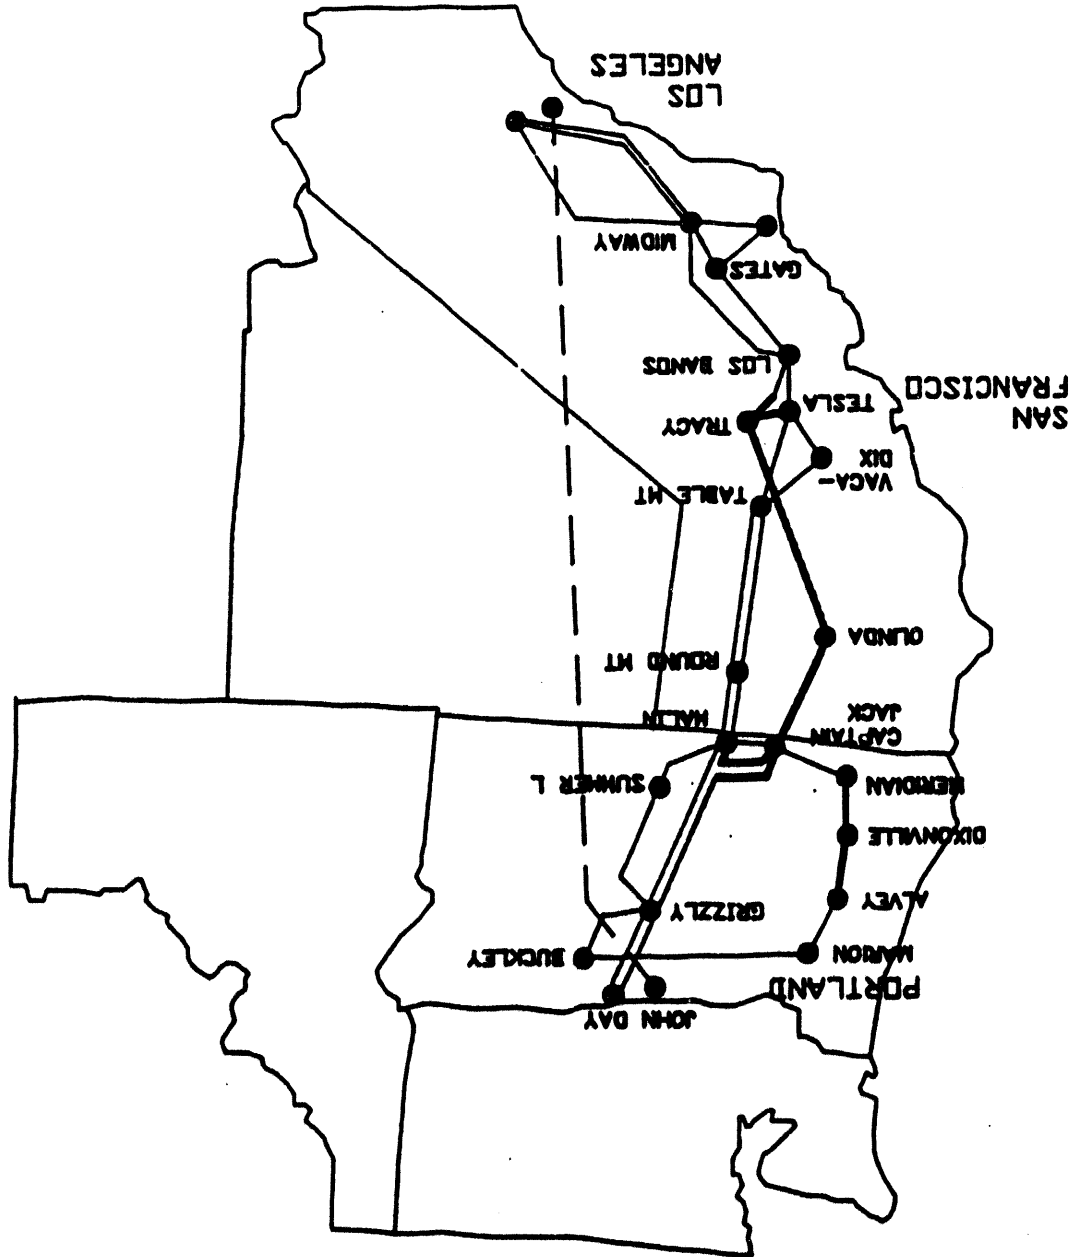 JOHN DAY
PORTLAND
MARION
BUCKLEY
GRIZZLY
ALVEY
DIXONVILLE
MERIDIAN
SUMMER L
CAPTAIN
JACK
MALIN
ROUND MT
OLINDA
TABLE MT
VACA-
DIX
TRACY
TESLA
SAN
FRANCISCO
LOS BANOS
GATES
MIDWAY
LOS
ANGELES